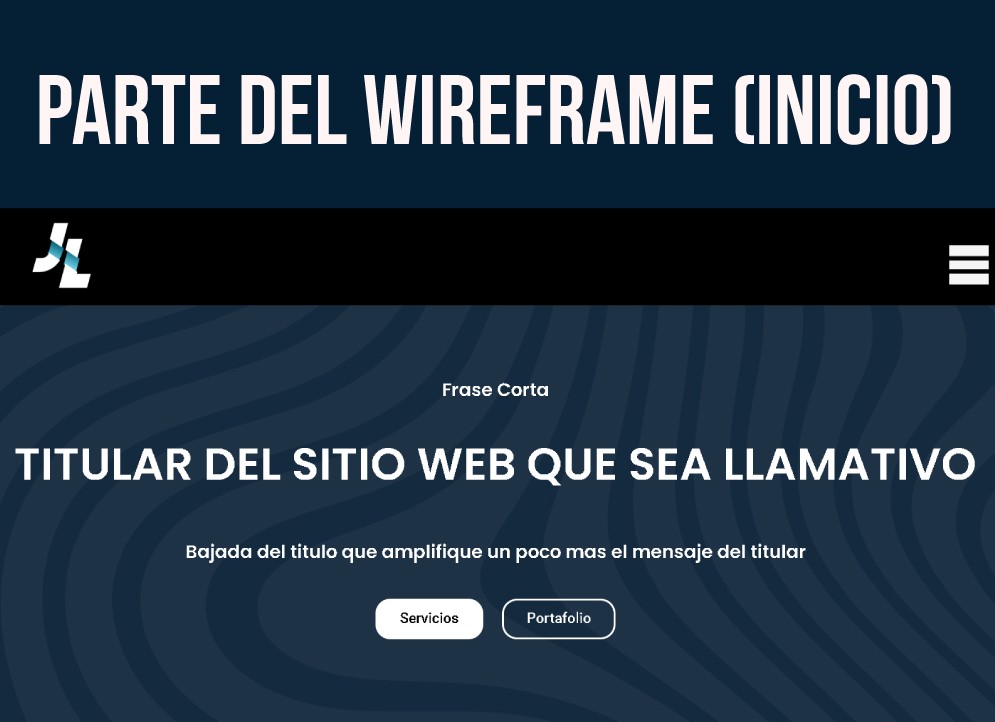 PARTE DEL WIREFRAME (INICIO)
JL
Frase Corta
TITULAR DEL SITIO WEB QUE SEA LLAMATIVO
Bajada del titulo que amplifique un poco mas el mensaje del titular
Servicios
Portafolio